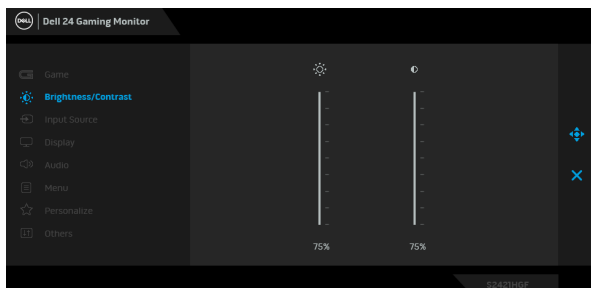 DELL
Dell 24 Gaming Monitor
Game
Brightness/Contrast
Input Source
Display
Audio
Menu
Personalize
Others
75% 75%
S2421HGF